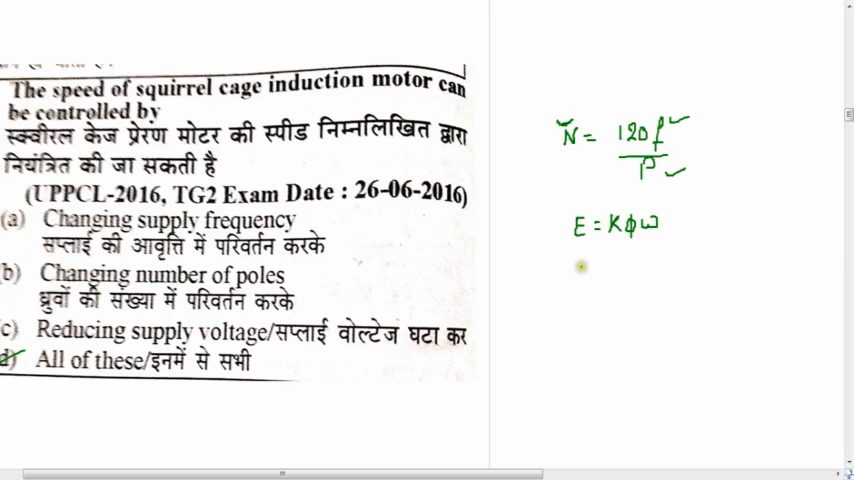 The speed of squirrel cage induction motor can
be controlled by
स्क्वीरल केज प्रेरण मोटर की स्पीड निम्नलिखित द्वारा
नियंत्रित की जा सकती है
(UPPCL-2016, TG2 Exam Date : 26-06-2016)
(a) Changing supply frequency
सप्लाई की आवृत्ति में परिवर्तन करके
b) Changing number of poles
ध्रुवों की संख्या में परिवर्तन करके
c) Reducing supply voltage/सप्लाई वोल्टेज घटा कर
d) All of these/इनमें से सभी
N = 120f
P
E = Kφω